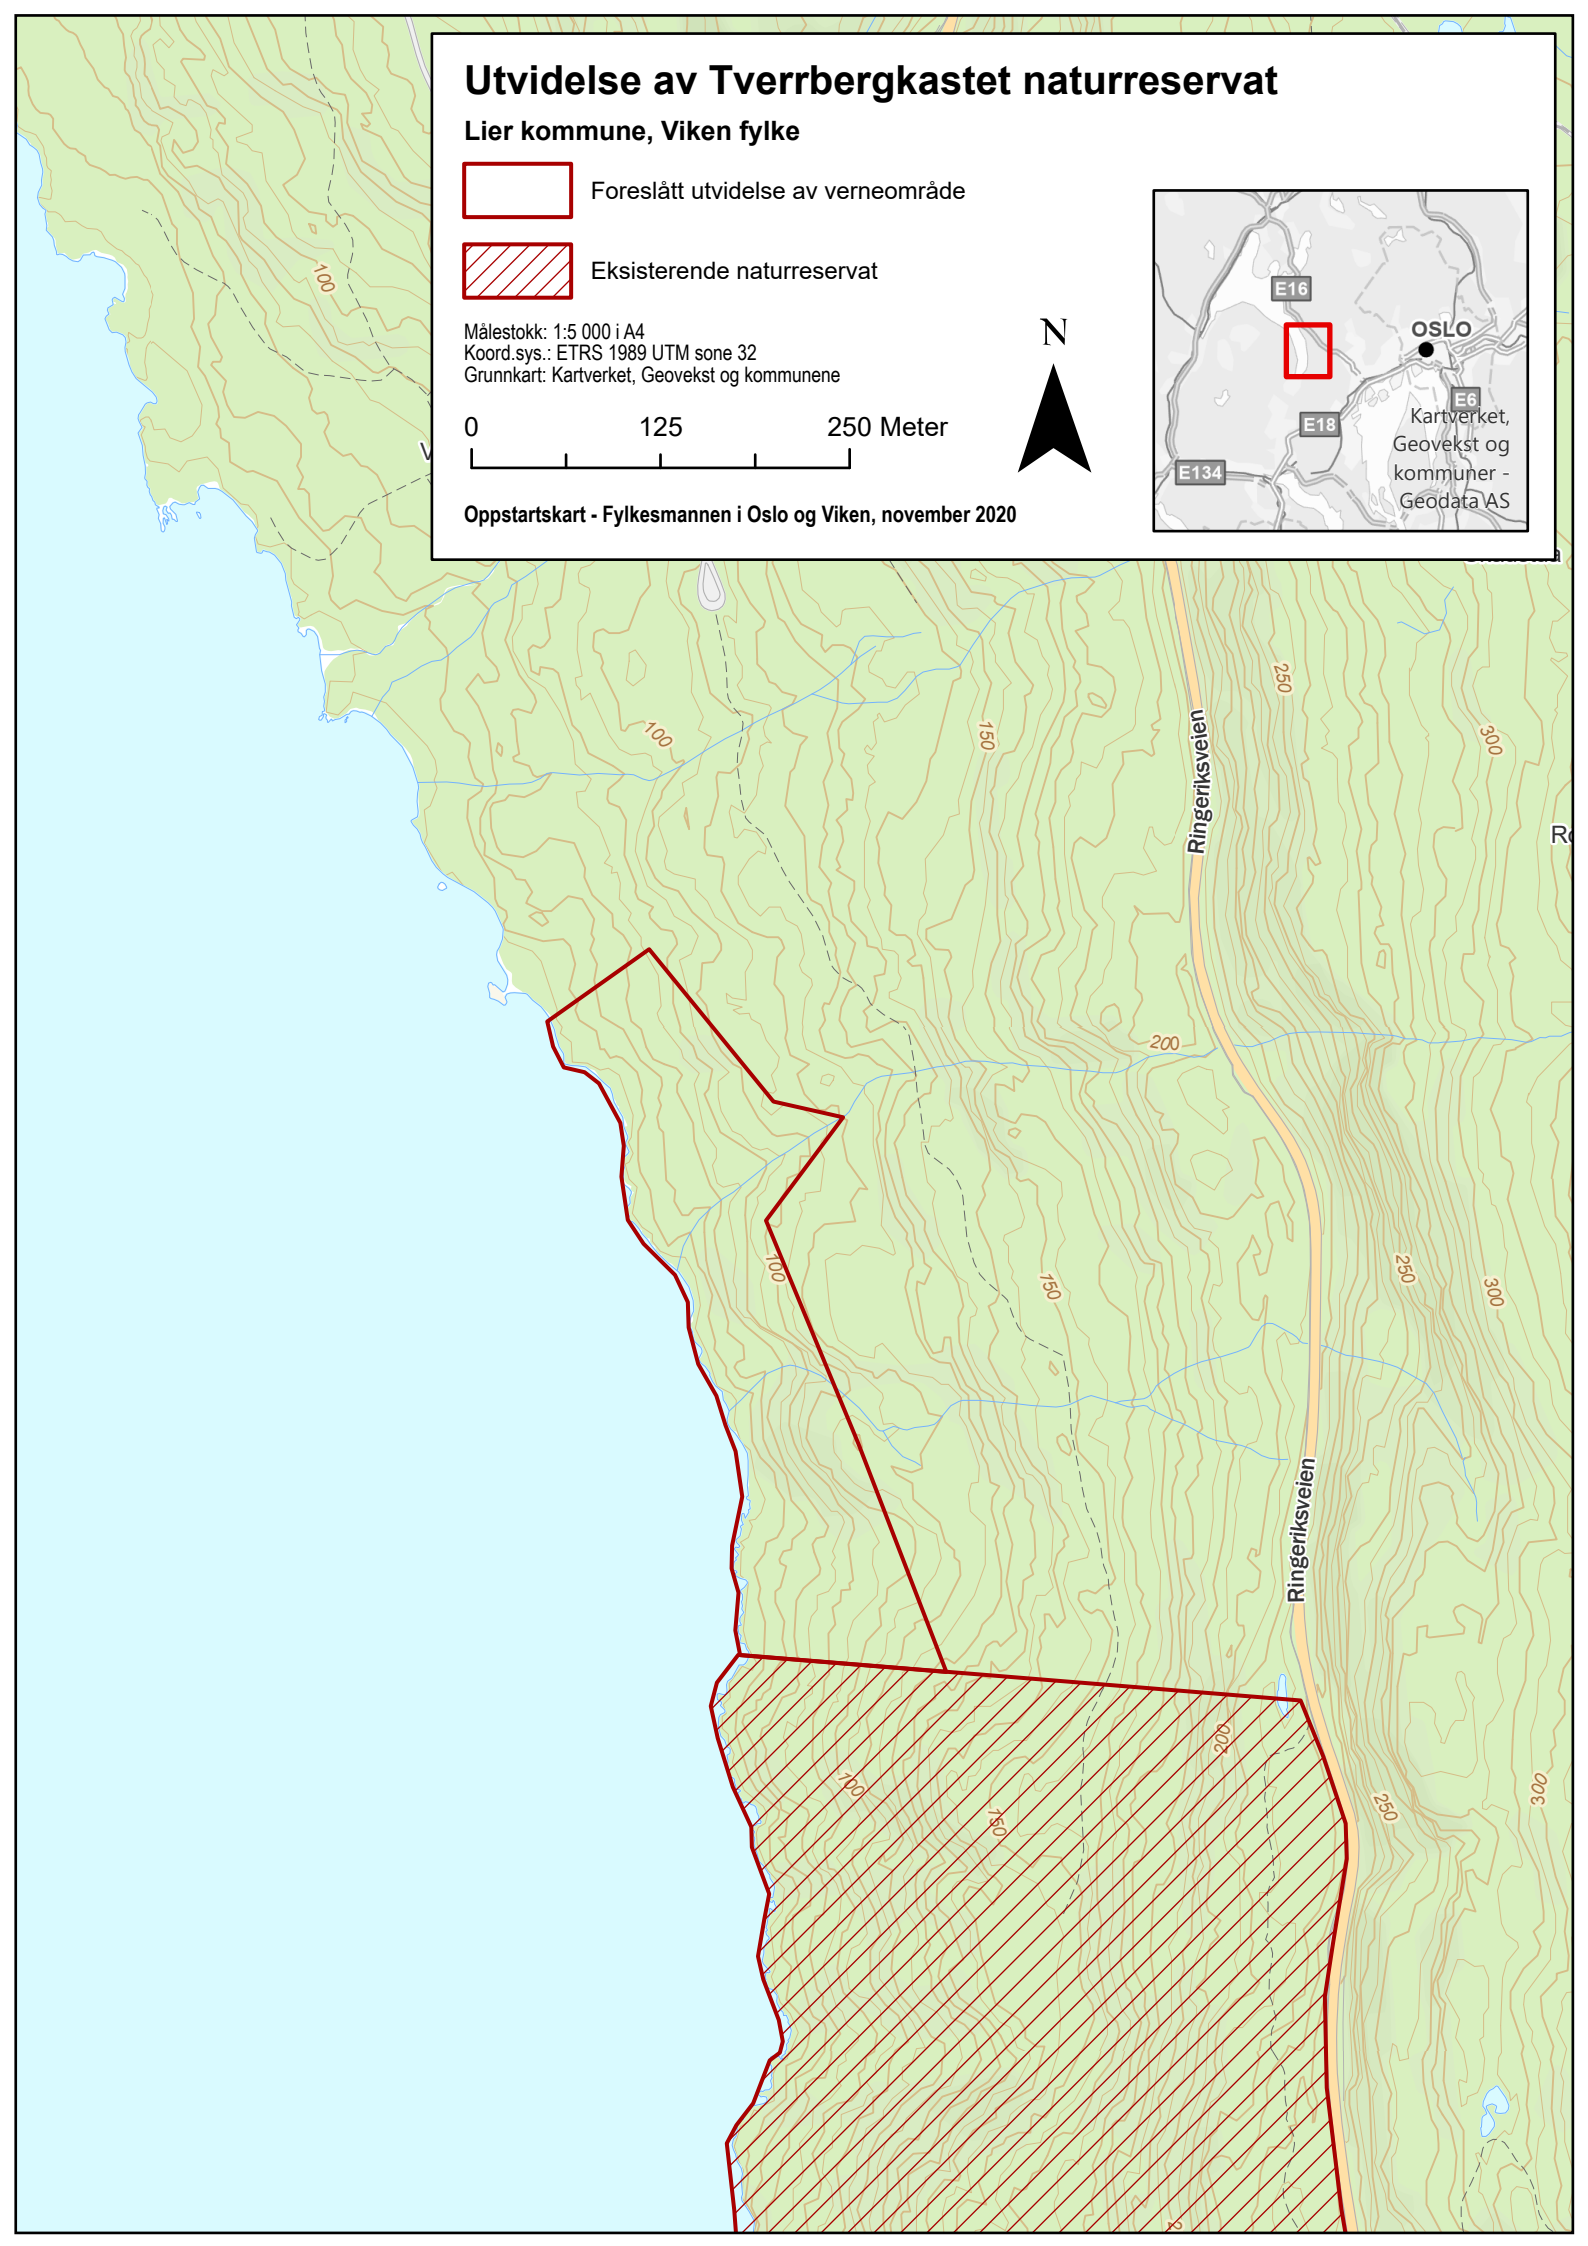 Utvidelse av Tverrbergkastet naturreservat
Lier kommune, Viken fylke
Foreslått utvidelse av verneområde
Eksisterende naturreservat
Målestokk: 1:5 000 i A4
Koord.sys.: ETRS 1989 UTM sone 32
Grunnkart: Kartverket, Geovekst og kommunene
0 125 250 Meter
Oppstartskart - Fylkesmannen i Oslo og Viken, november 2020
N
E16
OSLO
E6
E18
E134
Kartverket,
Geovekst og
kommuner -
Geodata AS
100
V
250
100
150
300
Ringeriksveien
Ro
200
100
150
250
300
Ringeriksveien
200
100
150
250
300
2